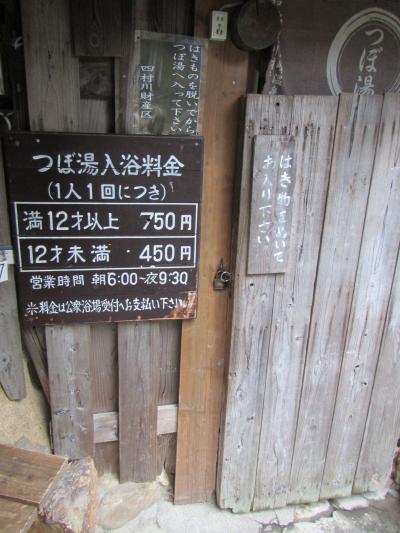 はきものを脱いでから
つぼ湯へ入って下さい
四村川財産区
つぼ湯
つぼ湯入浴料金
(1人1回につき)
満12才以上 750円
12才未満 450円
営業時間 朝6:00~夜9:30
※料金は公衆浴場受付へお支払い下さい
はき物をぬいで
お入り下さい